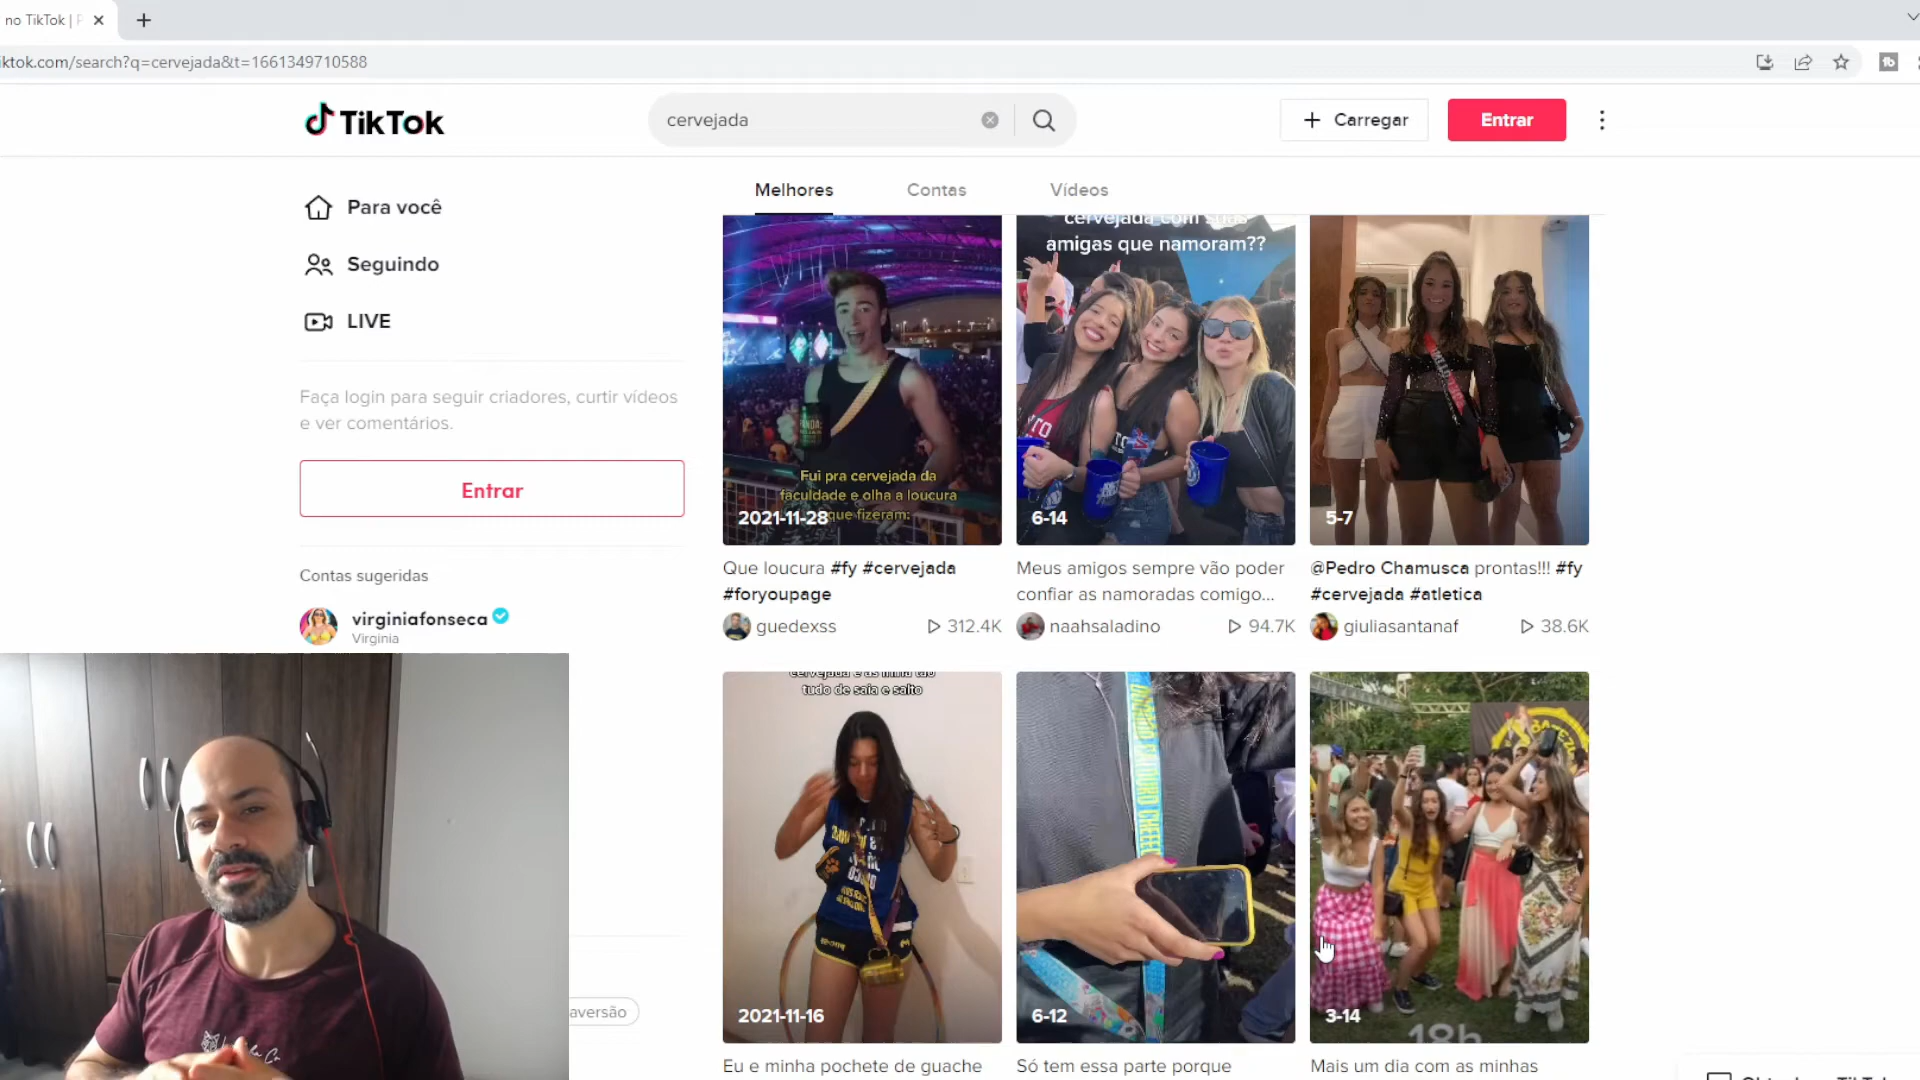 no TikTok |
iktok.com/search?q=cervejada&t=1661349710588
TikTok
cervejada
Carregar
Entrar
Para você
Seguindo
LIVE
Faça login para seguir criadores, curtir vídeos
e ver comentários.
Entrar
Contas sugeridas
virginiafonseca
Virginia
aversão
Melhores
Contas
Vídeos
Fui pra cervejada da
faculdade e olha a loucura
que fizeram:
2021-11-28
Que loucura #fy #cervejada
#foryoupage
guedexss
312.4K
cervejada com suas
amigas que namoram??
6-14
Meus amigos sempre vão poder
confiar as namoradas comigo...
naahsaladino
94.7K
5-7
@Pedro Chamusca prontas!!! #fy
#cervejada #atletica
giuliasantanaf
38.6K
tudo de saia e salto
2021-11-16
Eu e minha pochete de guache
6-12
Só tem essa parte porque
18h
3-14
Mais um dia com as minhas